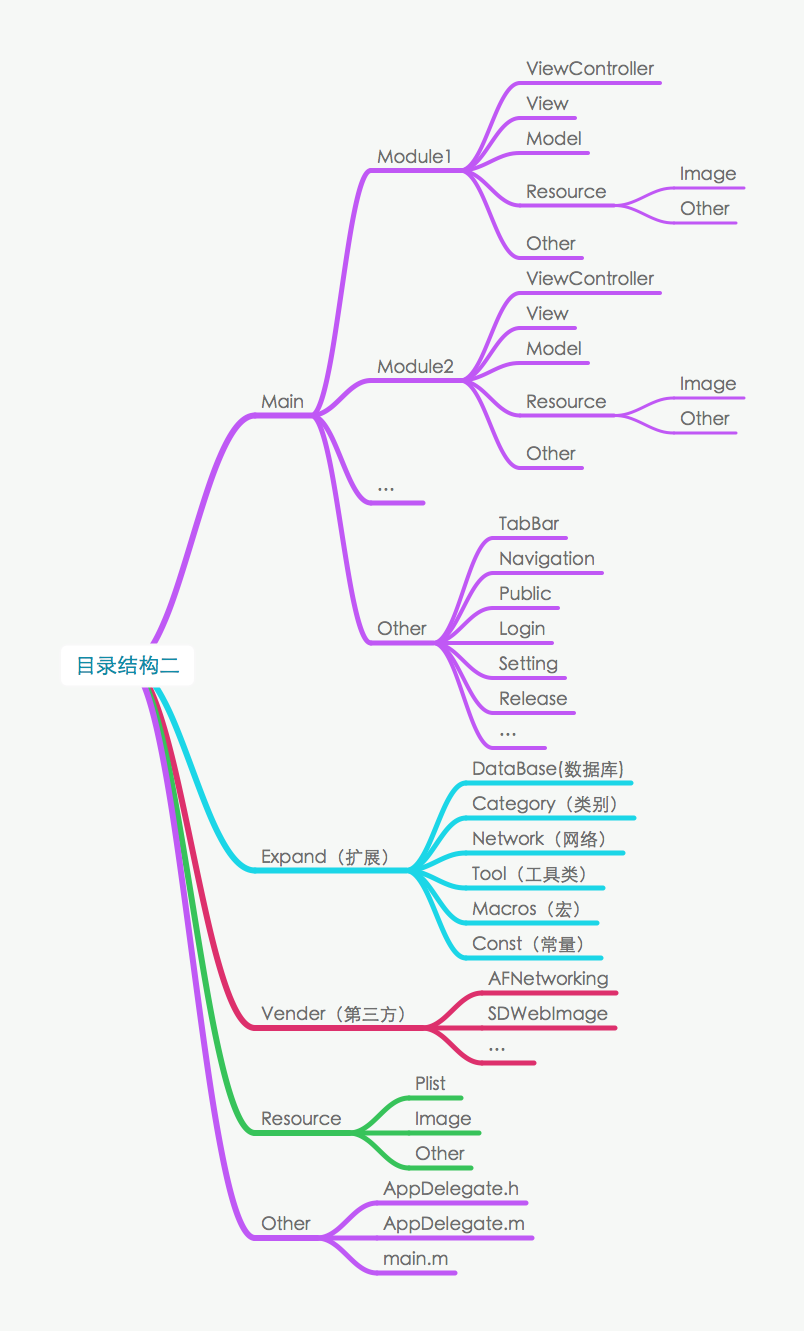 ViewController
View
Model
Module1
Image
Resource
Other
Other
ViewController
View
Model
Module2
Image
Main
Resource
Other
Other
...
TabBar
Navigation
Public
Other
Login
Setting
Release
...
目录结构二
DataBase(数据库)
Category（类别）
Network（网络）
Expand（扩展）
Tool（工具类）
Macros（宏）
Const（常量）
AFNetworking
Vender（第三方）
SDWebImage
...
Plist
Resource
Image
Other
AppDelegate.h
Other
AppDelegate.m
main.m